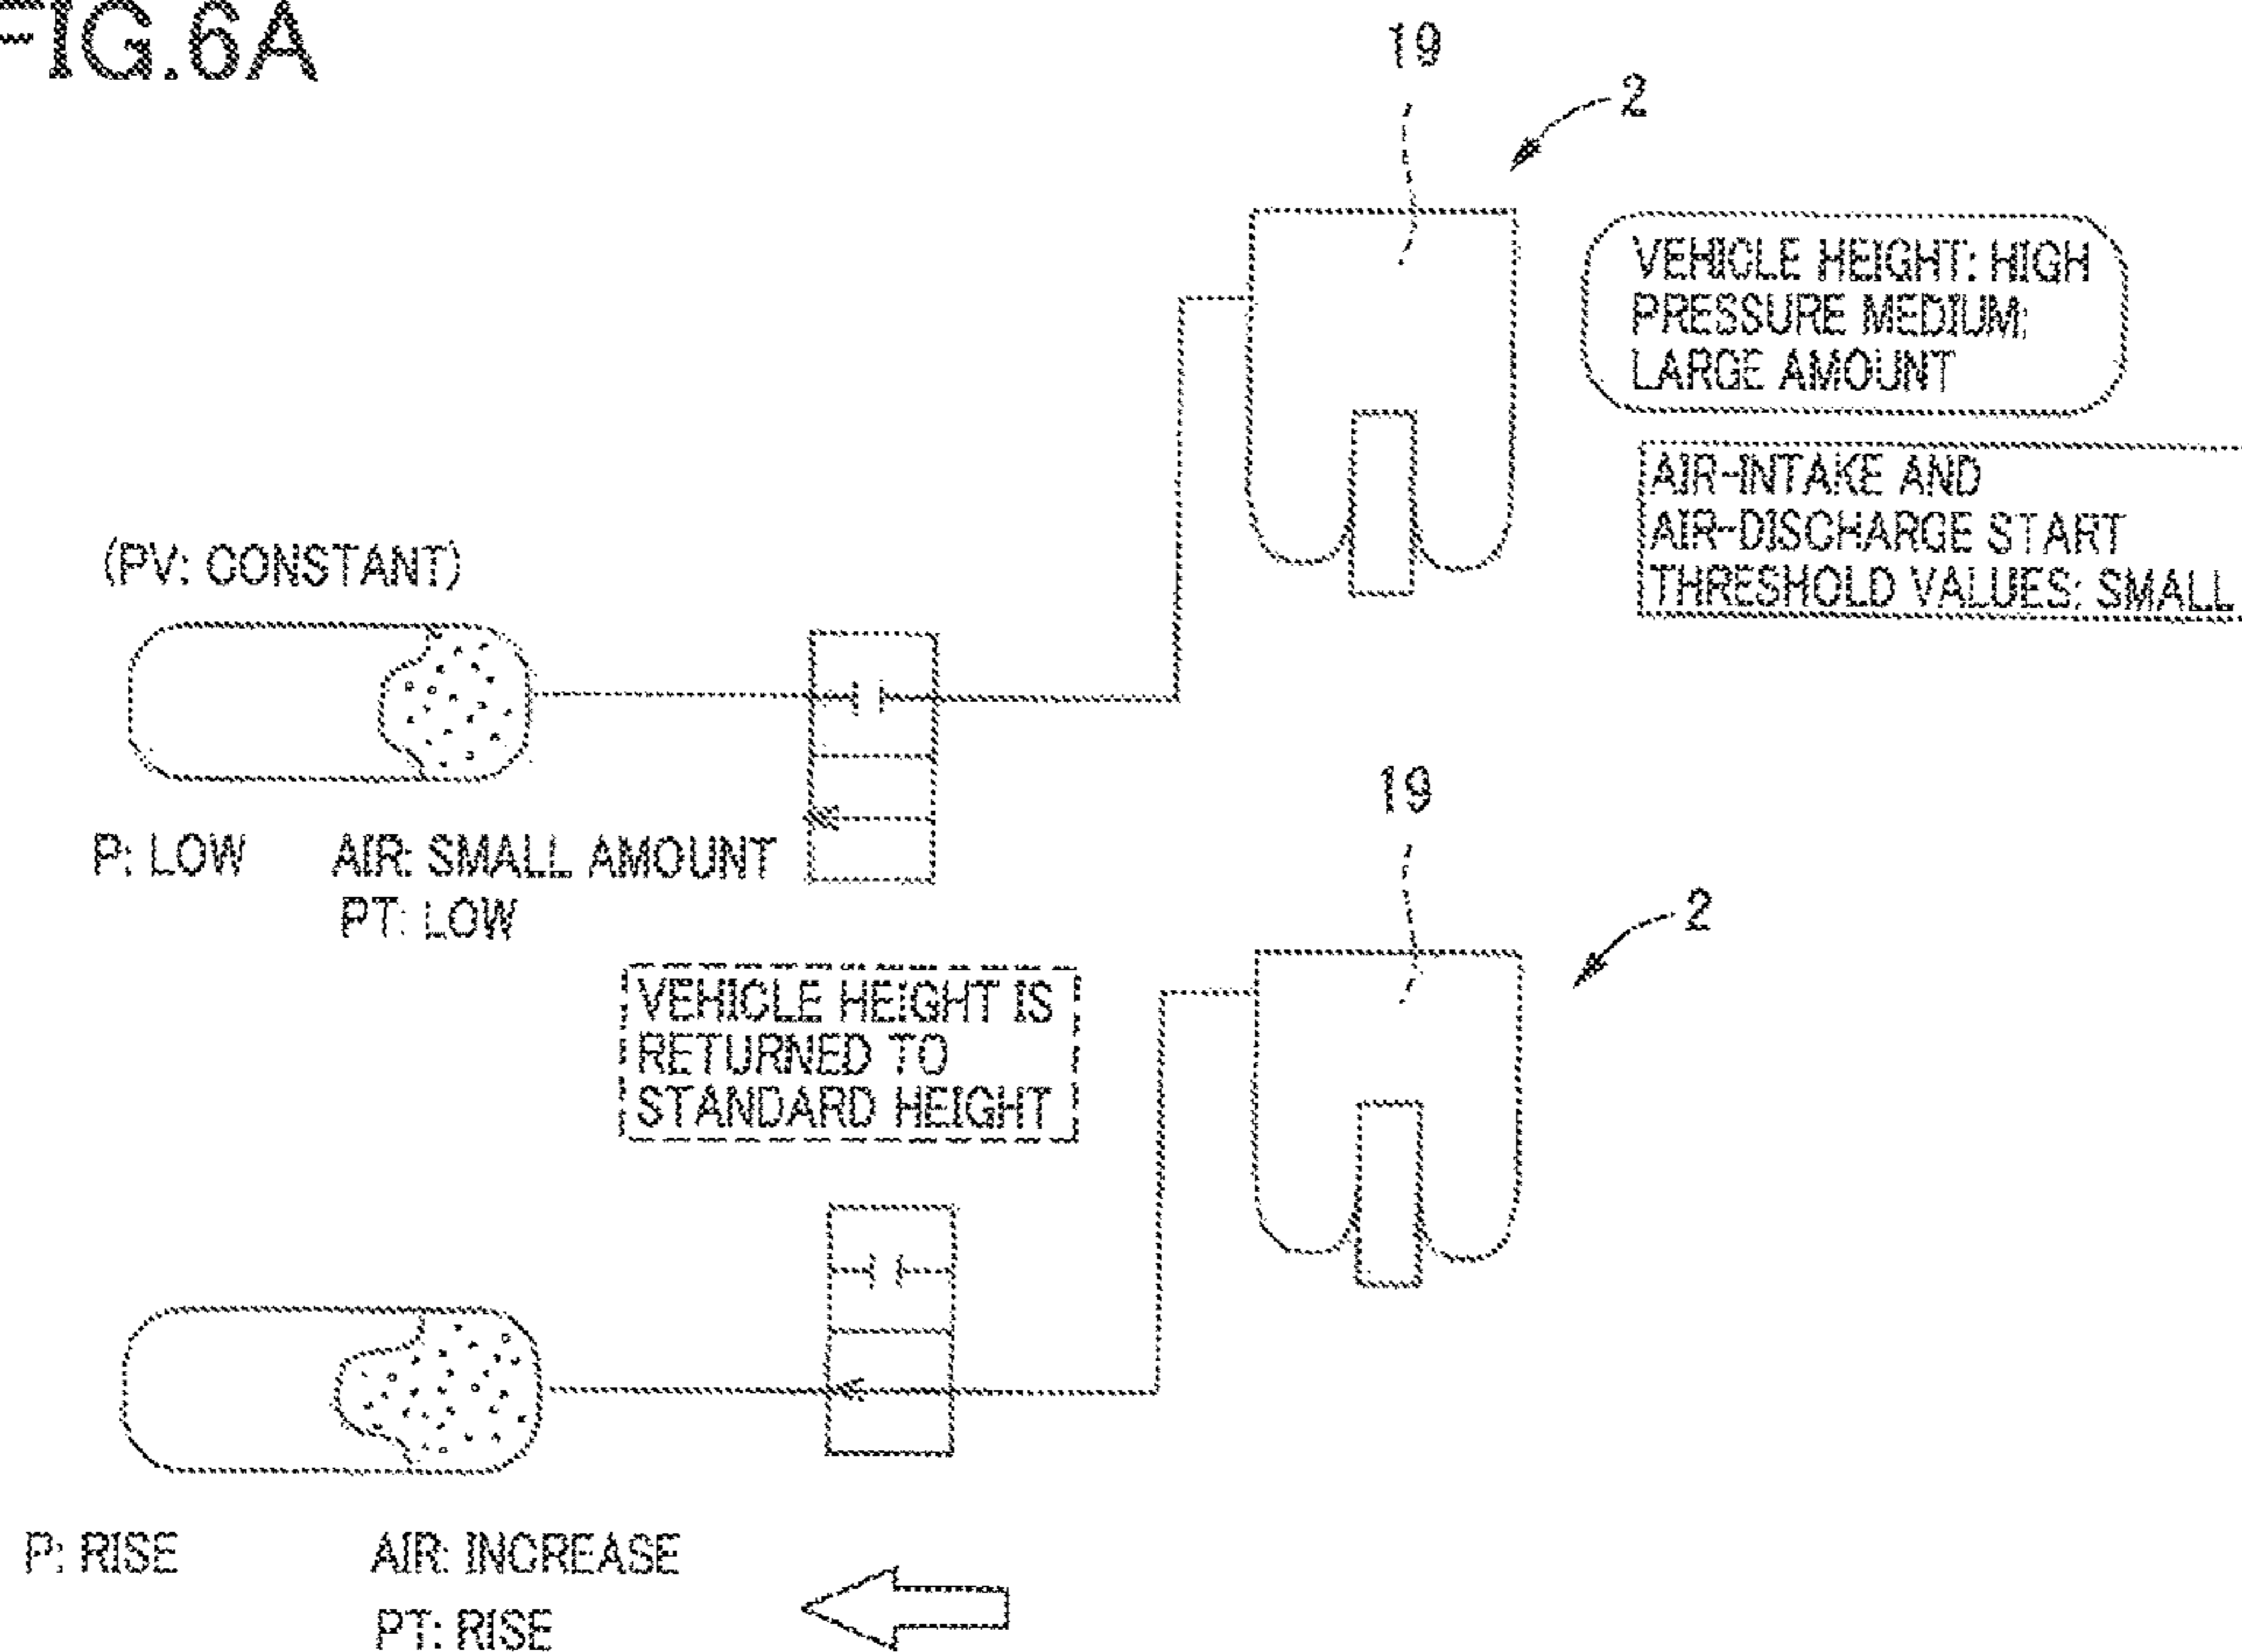 FIG.6A
19
2
VEHICLE HEIGHT: HIGH
PRESSURE MEDIUM;
LARGE AMOUNT
AIR-INTAKE AND
AIR-DISCHARGE START
THRESHOLD VALUES: SMALL
(PV: CONSTANT)
P: LOW AIR: SMALL AMOUNT
PT: LOW
19
2
VEHICLE HEIGHT IS
RETURNED TO
STANDARD HEIGHT
P: RISE AIR: INCREASE
PT: RISE